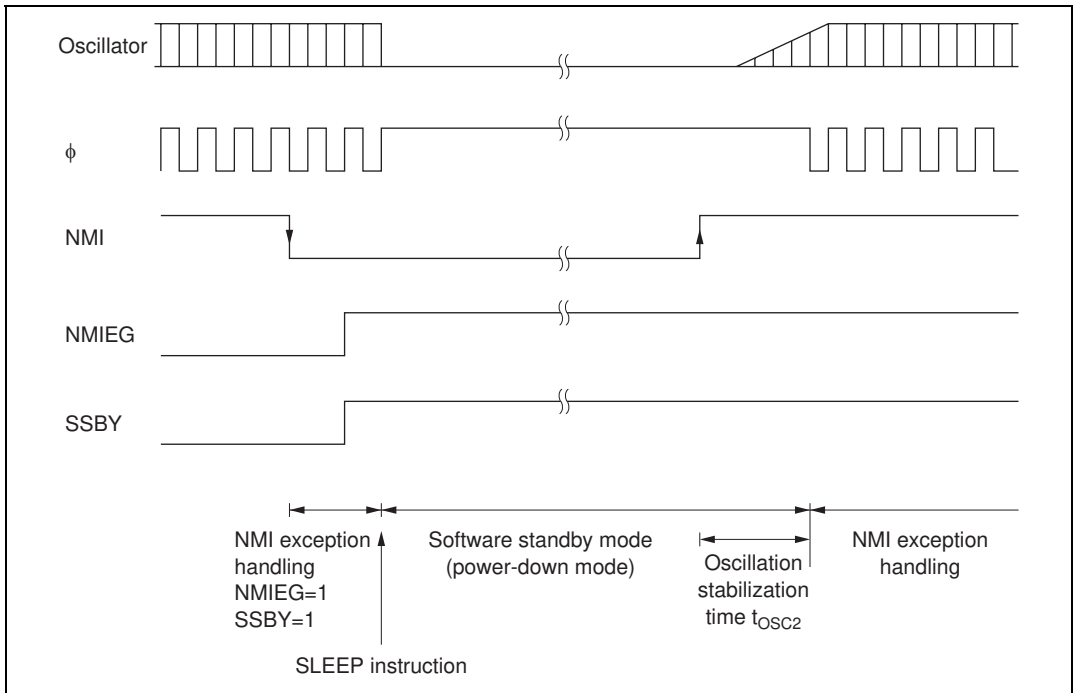 Oscillator
ϕ
NMI
NMIEG
SSBY
NMI exception
handling
NMIEG=1
SSBY=1
SLEEP instruction
Software standby mode
(power-down mode)
Oscillation
stabilization
time tOSC2
NMI exception
handling